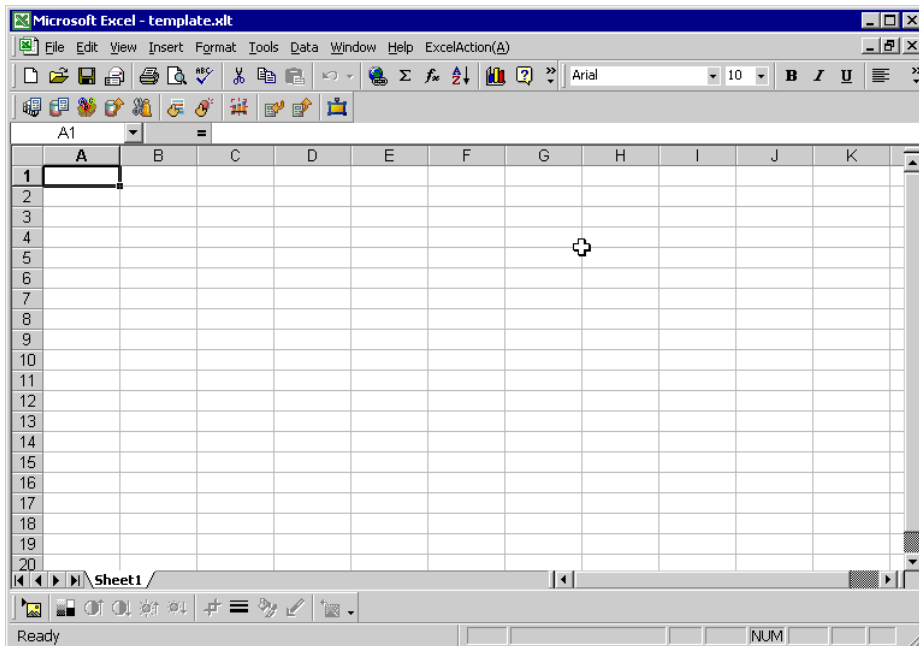 Microsoft Excel - template.xlt
File Edit View Insert Format Tools Data Window Help ExcelAction(A)
ABC Σ fx A Z Arial 10 B I U
A1 =
A B C D E F G H I J K
1
2
3
4
5
6
7
8
9
10
11
12
13
14
15
16
17
18
19
20
Sheet1
Ready NUM